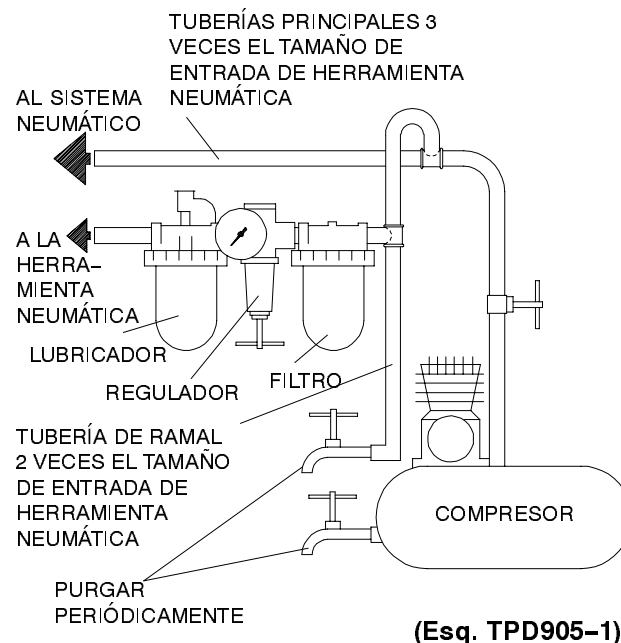 TUBERÍAS PRINCIPALES 3
VECES EL TAMAÑO DE
ENTRADA DE HERRAMIENTA
NEUMÁTICA
AL SISTEMA
NEUMÁTICO
A LA
HERRA–
MIENTA
NEUMÁTICA
LUBRICADOR
REGULADOR
FILTRO
TUBERÍA DE RAMAL
2 VECES EL TAMAÑO
DE ENTRADA DE
HERRAMIENTA
NEUMÁTICA
COMPRESOR
PURGAR
PERIÓDICAMENTE
(Esq. TPD905–1)